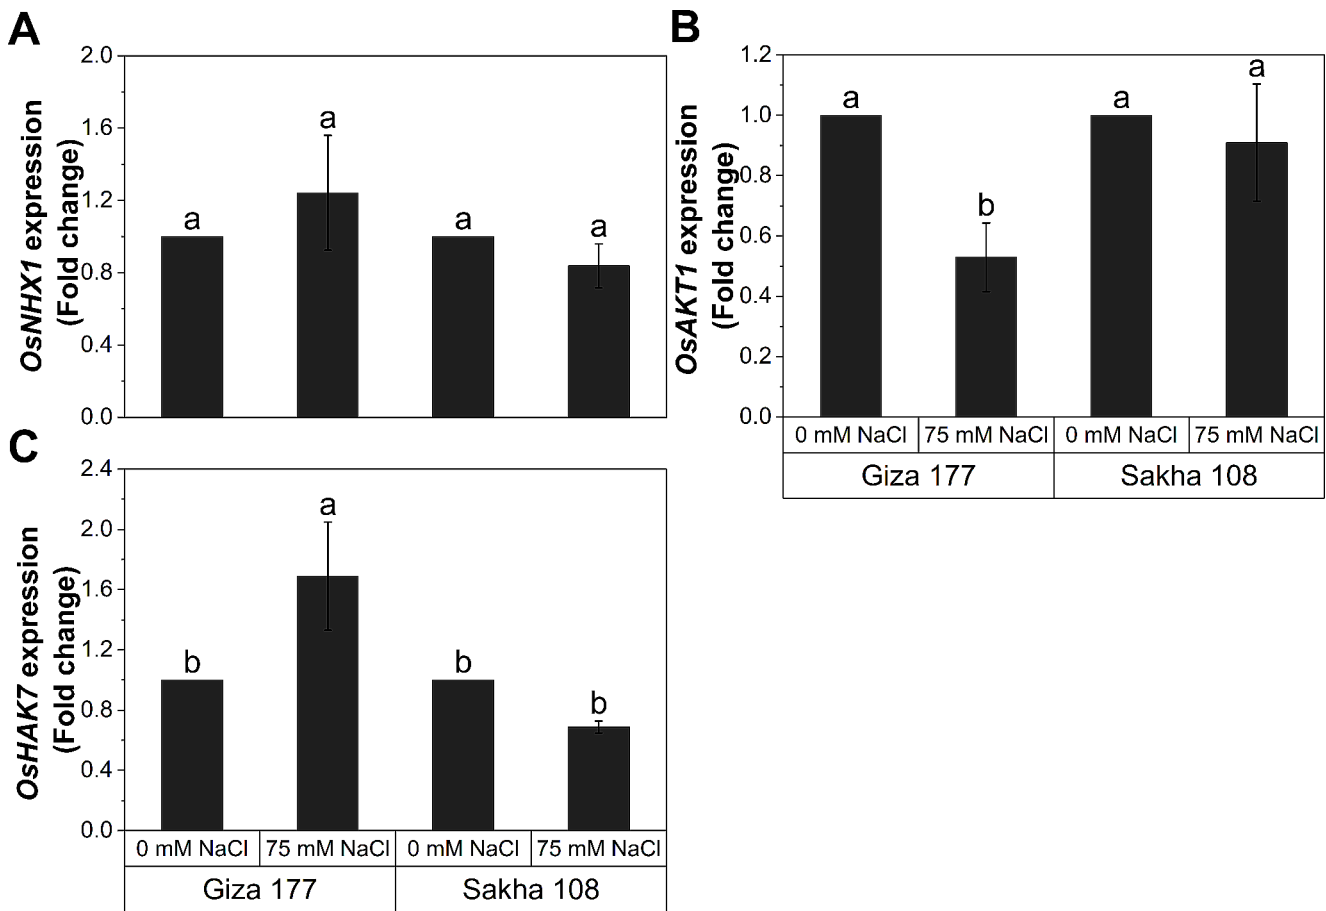 A
OsNHX1 expression
(Fold change)
2.0
1.6
1.2
0.8
0.4
0.0
a
a
a
a
B
OsAKT1 expression
(Fold change)
1.2
1.0
0.8
0.6
0.4
0.2
0.0
a
b
a
a
0 mM NaCl 75 mM NaCl 0 mM NaCl 75 mM NaCl
Giza 177 Sakha 108
C
OsHAK7 expression
(Fold change)
2.4
2.0
1.6
1.2
0.8
0.4
0.0
b
a
b
b
0 mM NaCl 75 mM NaCl 0 mM NaCl 75 mM NaCl
Giza 177 Sakha 108